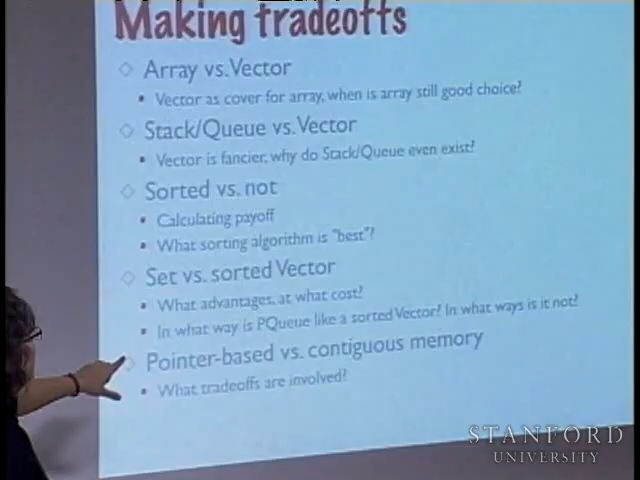 Making tradeoffs
Array vs. Vector
Vector as cover for array, when is array still good choice?
Stack/Queue vs. Vector
Vector is fancier, why do Stack/Queue even exist?
Sorted vs. not
Calculating payoff
What sorting algorithm is "best"?
Set vs. sorted Vector
What advantages, at what cost?
In what way is PQueue like a sorted Vector? In what ways is it not?
Pointer-based vs. contiguous memory
What tradeoffs are involved?
STANFORD
UNIVERSITY